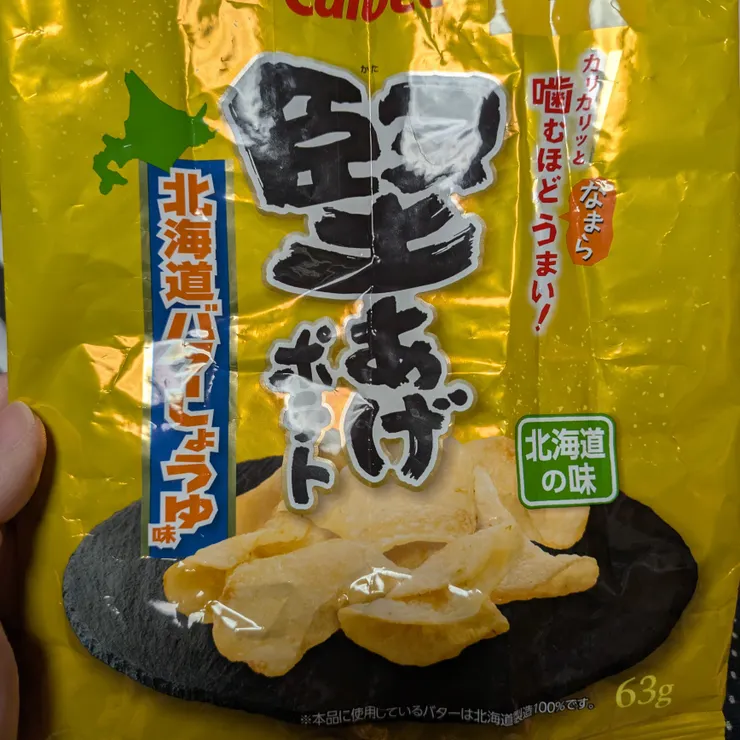 Calbee
堅あげ
かた
ポテト
カリカリッと
噛むほどうまい!
なまら
北海道バターしょうゆ味
北海道
の味
63g
※本品に使用しているバターは北海道製造100%です。